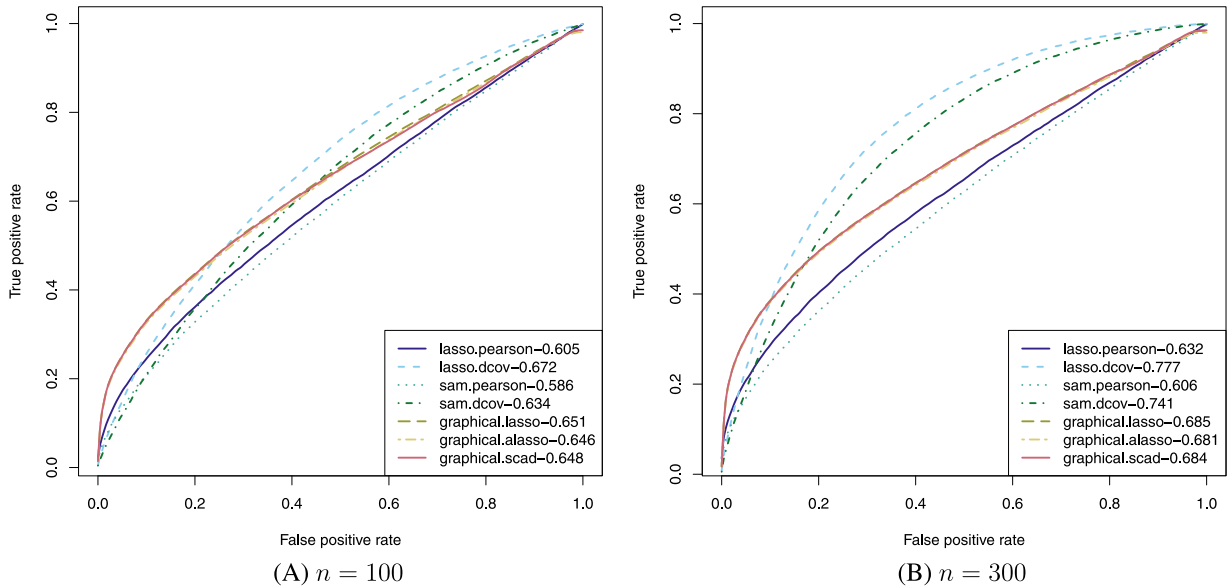 True positive rate
1.0
0.8
0.6
0.4
0.2
0.0
lasso.pearson−0.605
lasso.dcov−0.672
sam.pearson−0.586
sam.dcov−0.634
graphical.lasso−0.651
graphical.alasso−0.646
graphical.scad−0.648
0.0 0.2 0.4 0.6 0.8 1.0
False positive rate
(A) n = 100
True positive rate
1.0
0.8
0.6
0.4
0.2
0.0
lasso.pearson−0.632
lasso.dcov−0.777
sam.pearson−0.606
sam.dcov−0.741
graphical.lasso−0.685
graphical.alasso−0.681
graphical.scad−0.684
0.0 0.2 0.4 0.6 0.8 1.0
False positive rate
(B) n = 300